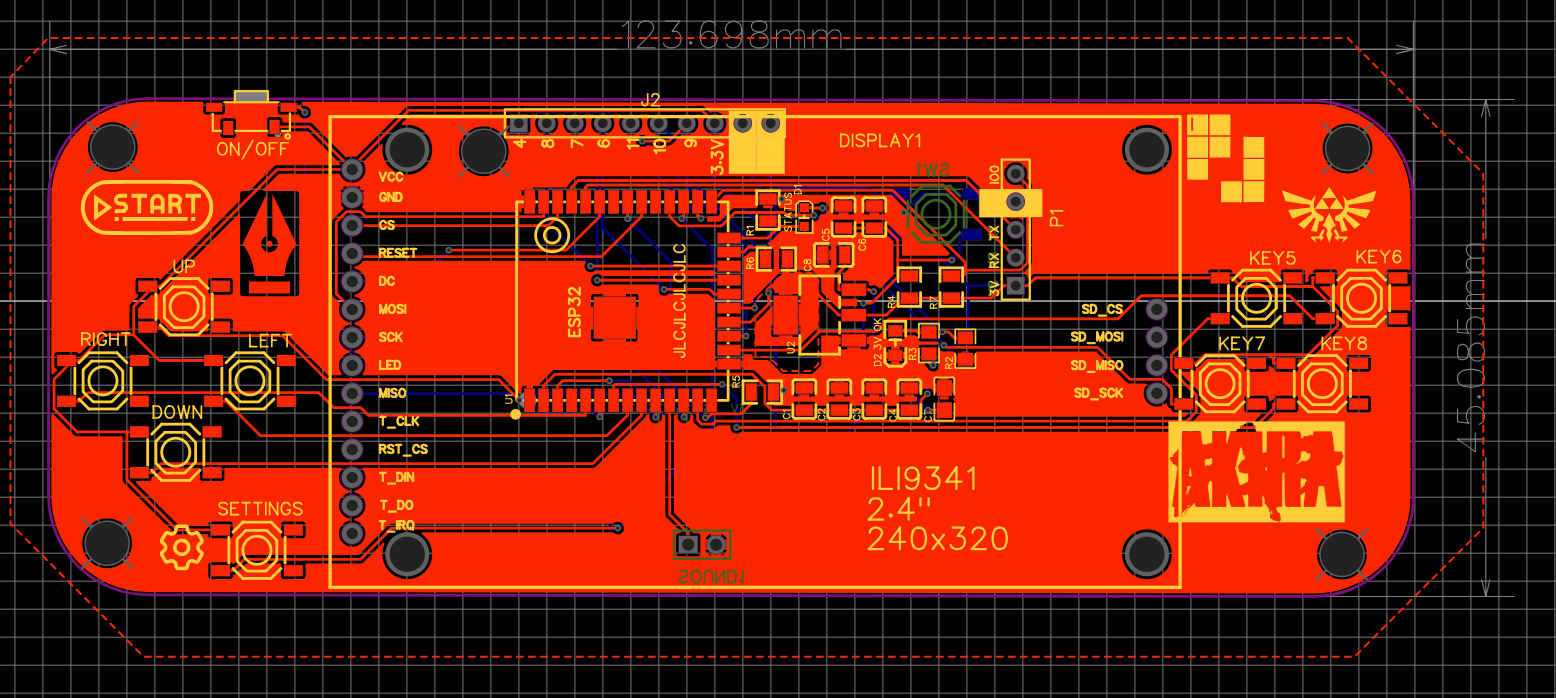 123.698mm
J2
4
8
7
6
11
10
9
3.3V
DISPLAY1
ON/OFF
START
VCC
GND
CS
RESET
DC
MOSI
SCK
LED
MISO
T_CLK
RST_CS
T_DIN
T_DO
T_IRQ
UP
RIGHT
LEFT
DOWN
SETTINGS
ESP32
JLCJLCJLCJLC
R1
STATUS
D1
C5
C6
R6
C8
U2
R4
R7
D2 3V OK
R3
R2
R5
C1
C2
C3
C4
SW1
IO0
TX
RX
3V
P1
SD_CS
SD_MOSI
SD_MISO
SD_SCK
KEY5
KEY6
KEY7
KEY8
AKIRA
ILI9341
2.4"
240x320
SOUND1
45.085mm